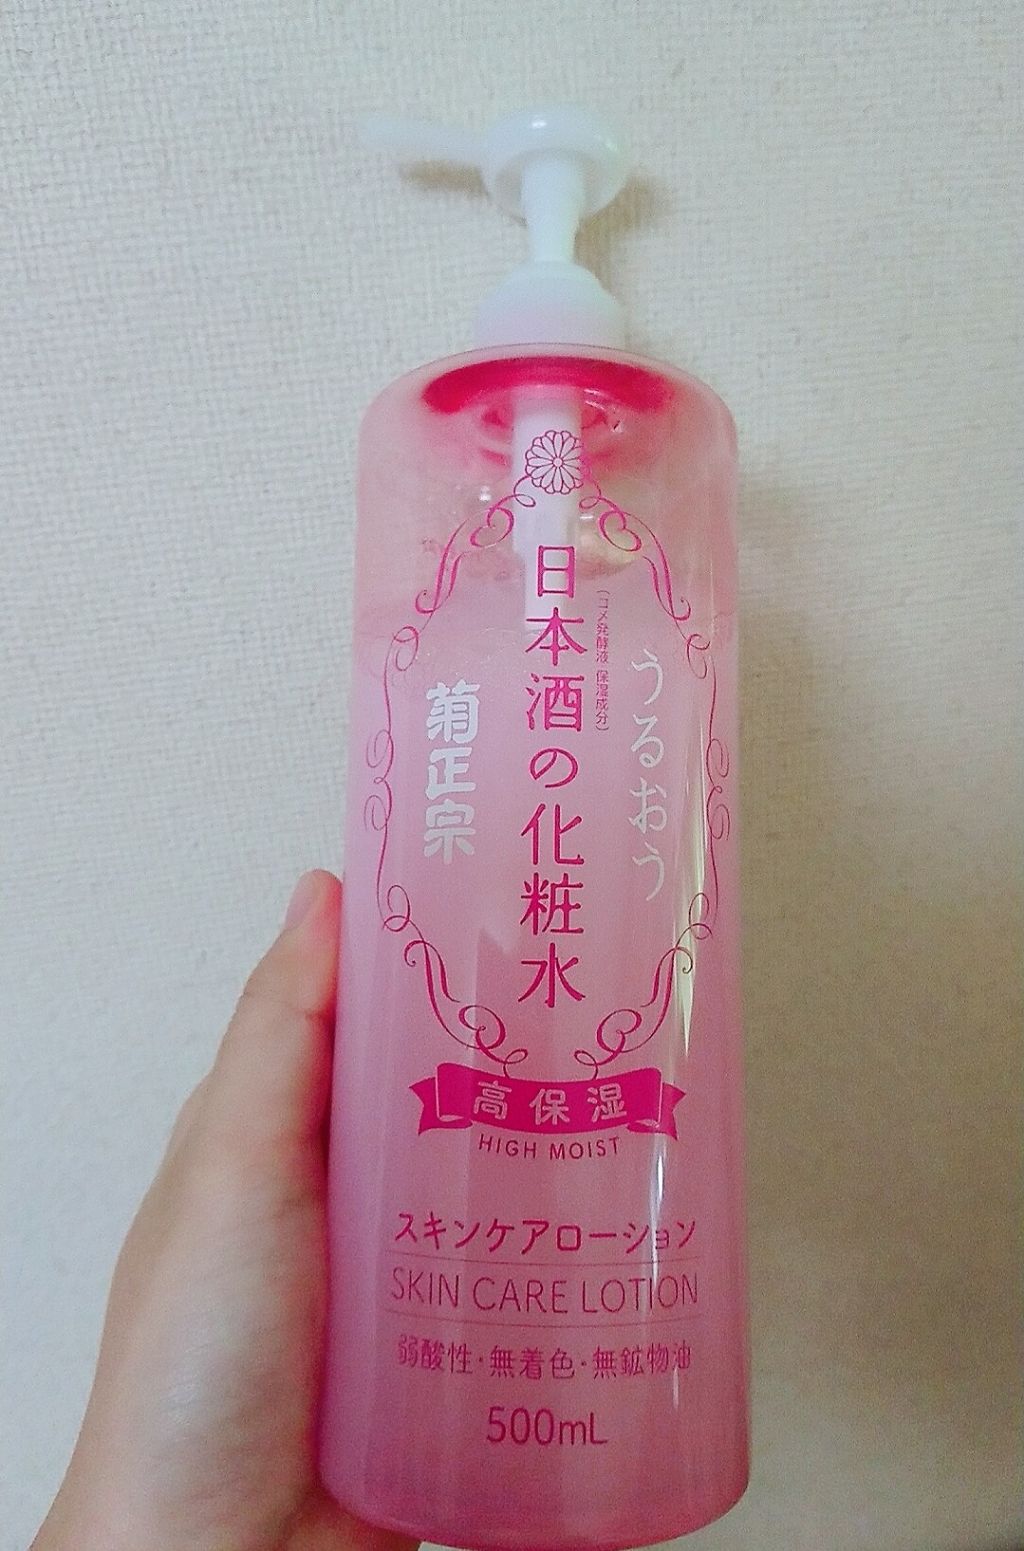 うるおう
(コメ発酵液 保湿成分)
日本酒の化粧水
菊正宗
高保湿
HIGH MOIST
スキンケアローション
SKIN CARE LOTION
弱酸性・無着色・無鉱物油
500mL